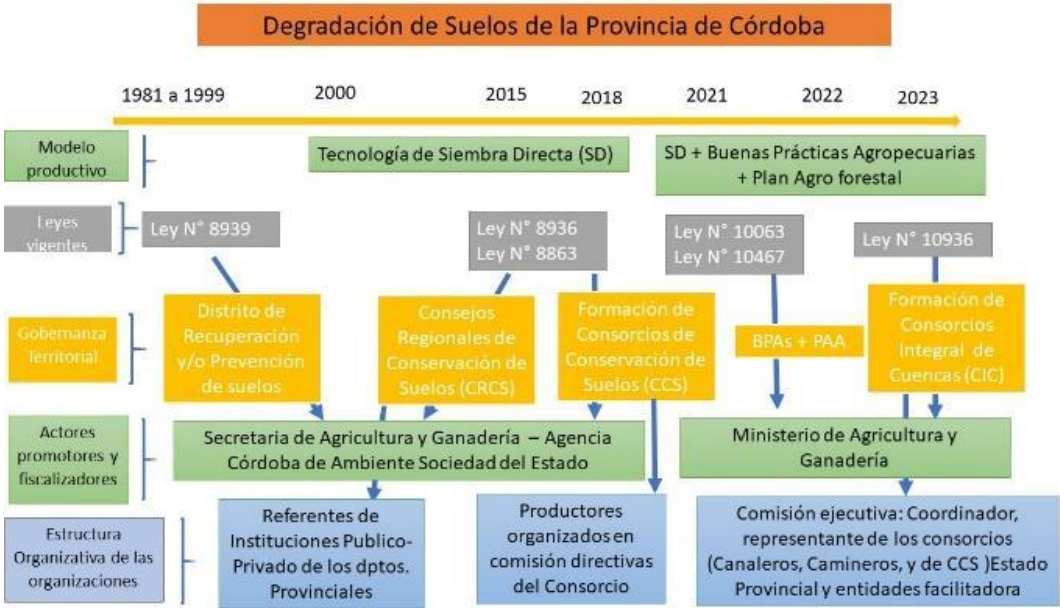 Degradación de Suelos de la Provincia de Córdoba
1981 a 1999
2000
2015
2018
2021
2022
2023
Modelo
productivo
Tecnología de Siembra Directa (SD)
SD + Buenas Prácticas Agropecuarias
+ Plan Agro forestal
Leyes
vigentes
Ley N° 8939
Ley N° 8936
Ley N° 8863
Ley N° 10063
Ley N° 10467
Ley N° 10936
Gobernanza
Territorial
Distrito de
Recuperación
y/o Prevención
de suelos
Consejos
Regionales de
Conservación de
Suelos (CRCS)
Formación de
Consorcios de
Conservación de
Suelos (CCS)
BPAs + PAA
Formación de
Consorcios
Integral de
Cuencas (CIC)
Actores
promotores y
fiscalizadores
Secretaria de Agricultura y Ganadería – Agencia
Córdoba de Ambiente Sociedad del Estado
Ministerio de Agricultura y
Ganadería
Estructura
Organizativa de las
organizaciones
Referentes de
Instituciones Publico-
Privado de los dptos.
Provinciales
Productores
organizados en
comisión directivas
del Consorcio
Comisión ejecutiva: Coordinador,
representante de los consorcios
(Canaleros, Camineros, y de CCS )Estado
Provincial y entidades facilitadora